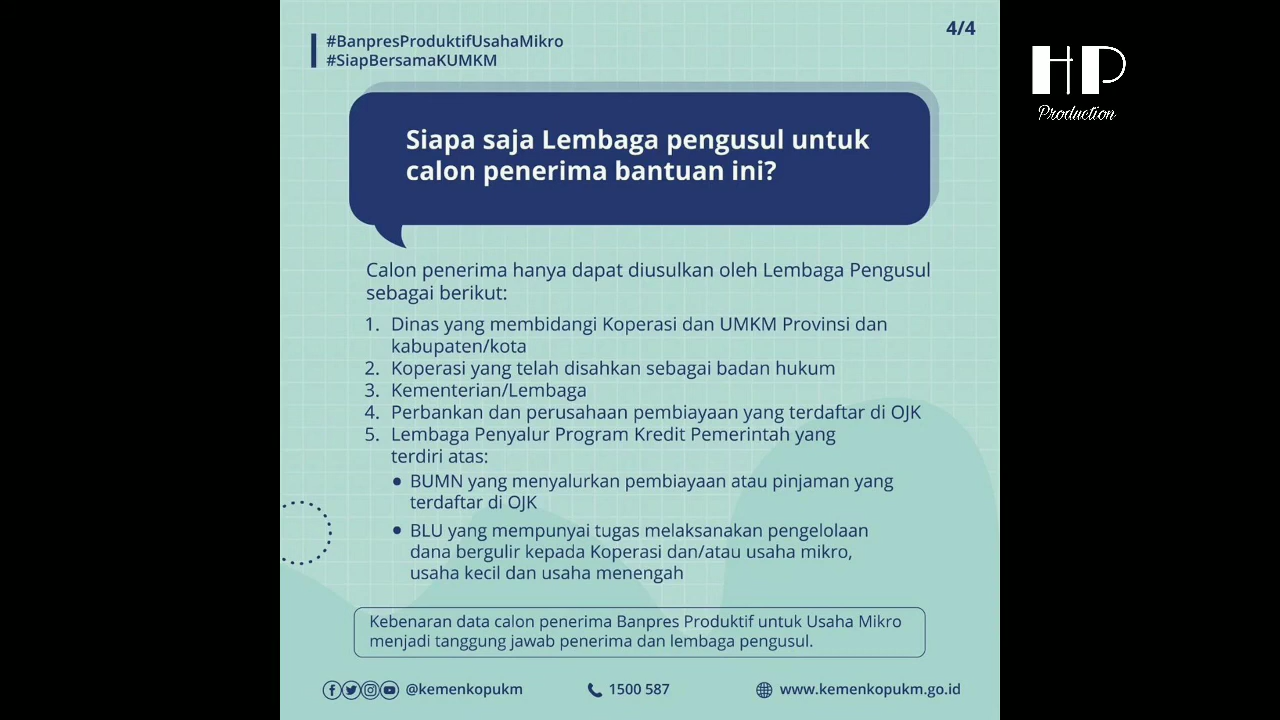 #BanpresProduktifUsahaMikro
#SiapBersamaKUMKM
4/4
HP
Production
Siapa saja Lembaga pengusul untuk
calon penerima bantuan ini?
Calon penerima hanya dapat diusulkan oleh Lembaga Pengusul
sebagai berikut:
1. Dinas yang membidangi Koperasi dan UMKM Provinsi dan
kabupaten/kota
2. Koperasi yang telah disahkan sebagai badan hukum
3. Kementerian/Lembaga
4. Perbankan dan perusahaan pembiayaan yang terdaftar di OJK
5. Lembaga Penyalur Program Kredit Pemerintah yang
terdiri atas:
• BUMN yang menyalurkan pembiayaan atau pinjaman yang
terdaftar di OJK
• BLU yang mempunyai tugas melaksanakan pengelolaan
dana bergulir kepada Koperasi dan/atau usaha mikro,
usaha kecil dan usaha menengah
Kebenaran data calon penerima Banpres Produktif untuk Usaha Mikro
menjadi tanggung jawab penerima dan lembaga pengusul.
@kemenkopukm
1500 587
www.kemenkopukm.go.id